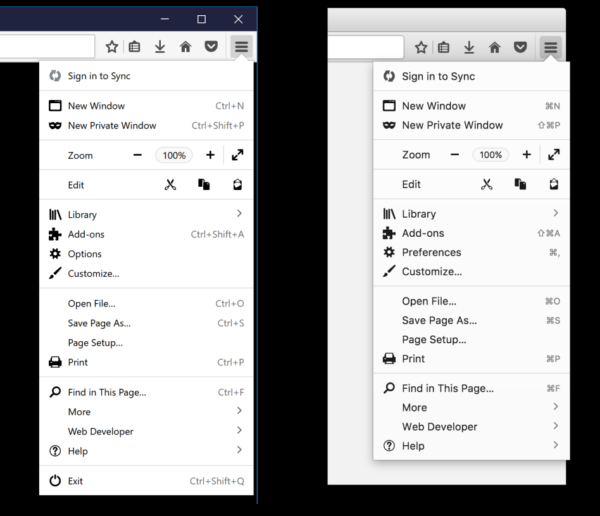 Sign in to Sync
New Window Ctrl+N
New Private Window Ctrl+Shift+P
Zoom − 100% +
Edit
Library >
Add-ons Ctrl+Shift+A
Options
Customize...
Open File... Ctrl+O
Save Page As... Ctrl+S
Page Setup...
Print Ctrl+P
Find in This Page... Ctrl+F
More >
Web Developer >
Help >
Exit Ctrl+Shift+Q
Sign in to Sync
New Window ⌘N
New Private Window ⇧⌘P
Zoom − 100% +
Edit
Library >
Add-ons ⇧⌘A
Preferences ⌘,
Customize...
Open File... ⌘O
Save Page As... ⌘S
Page Setup...
Print ⌘P
Find in This Page... ⌘F
More >
Web Developer >
Help >